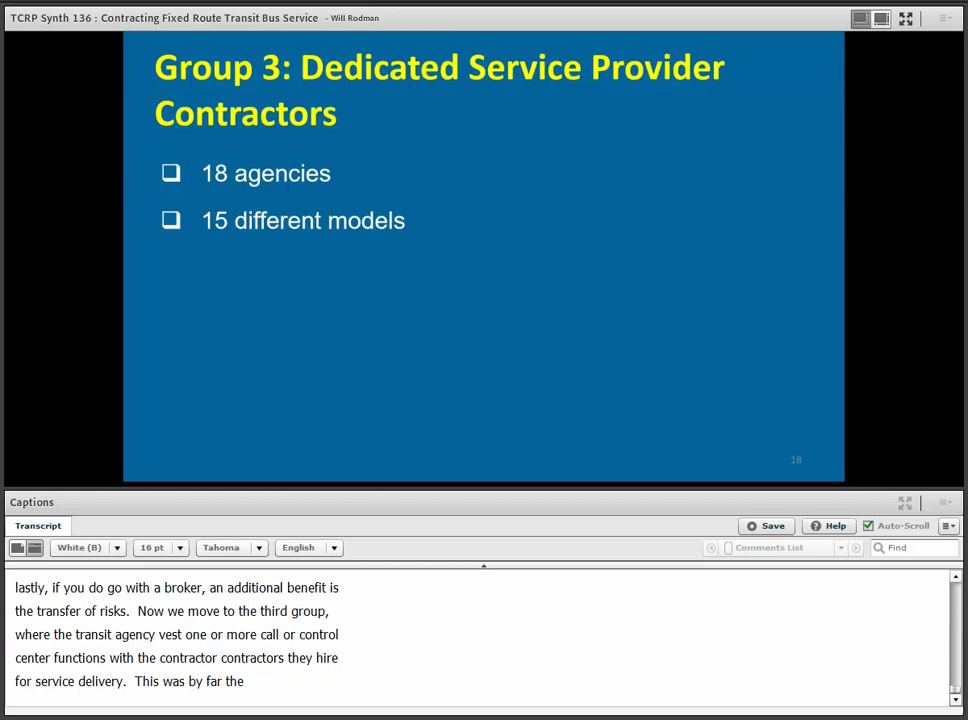 TCRP Synth 136 : Contracting Fixed Route Transit Bus Service - Will Rodman
Group 3: Dedicated Service Provider
Contractors
18 agencies
15 different models
18
Captions
Transcript
Save
Help
Auto-Scroll
White (B)
16 pt
Tahoma
English
Comments List
Find
lastly, if you do go with a broker, an additional benefit is
the transfer of risks. Now we move to the third group,
where the transit agency vest one or more call or control
center functions with the contractor contractors they hire
for service delivery. This was by far the